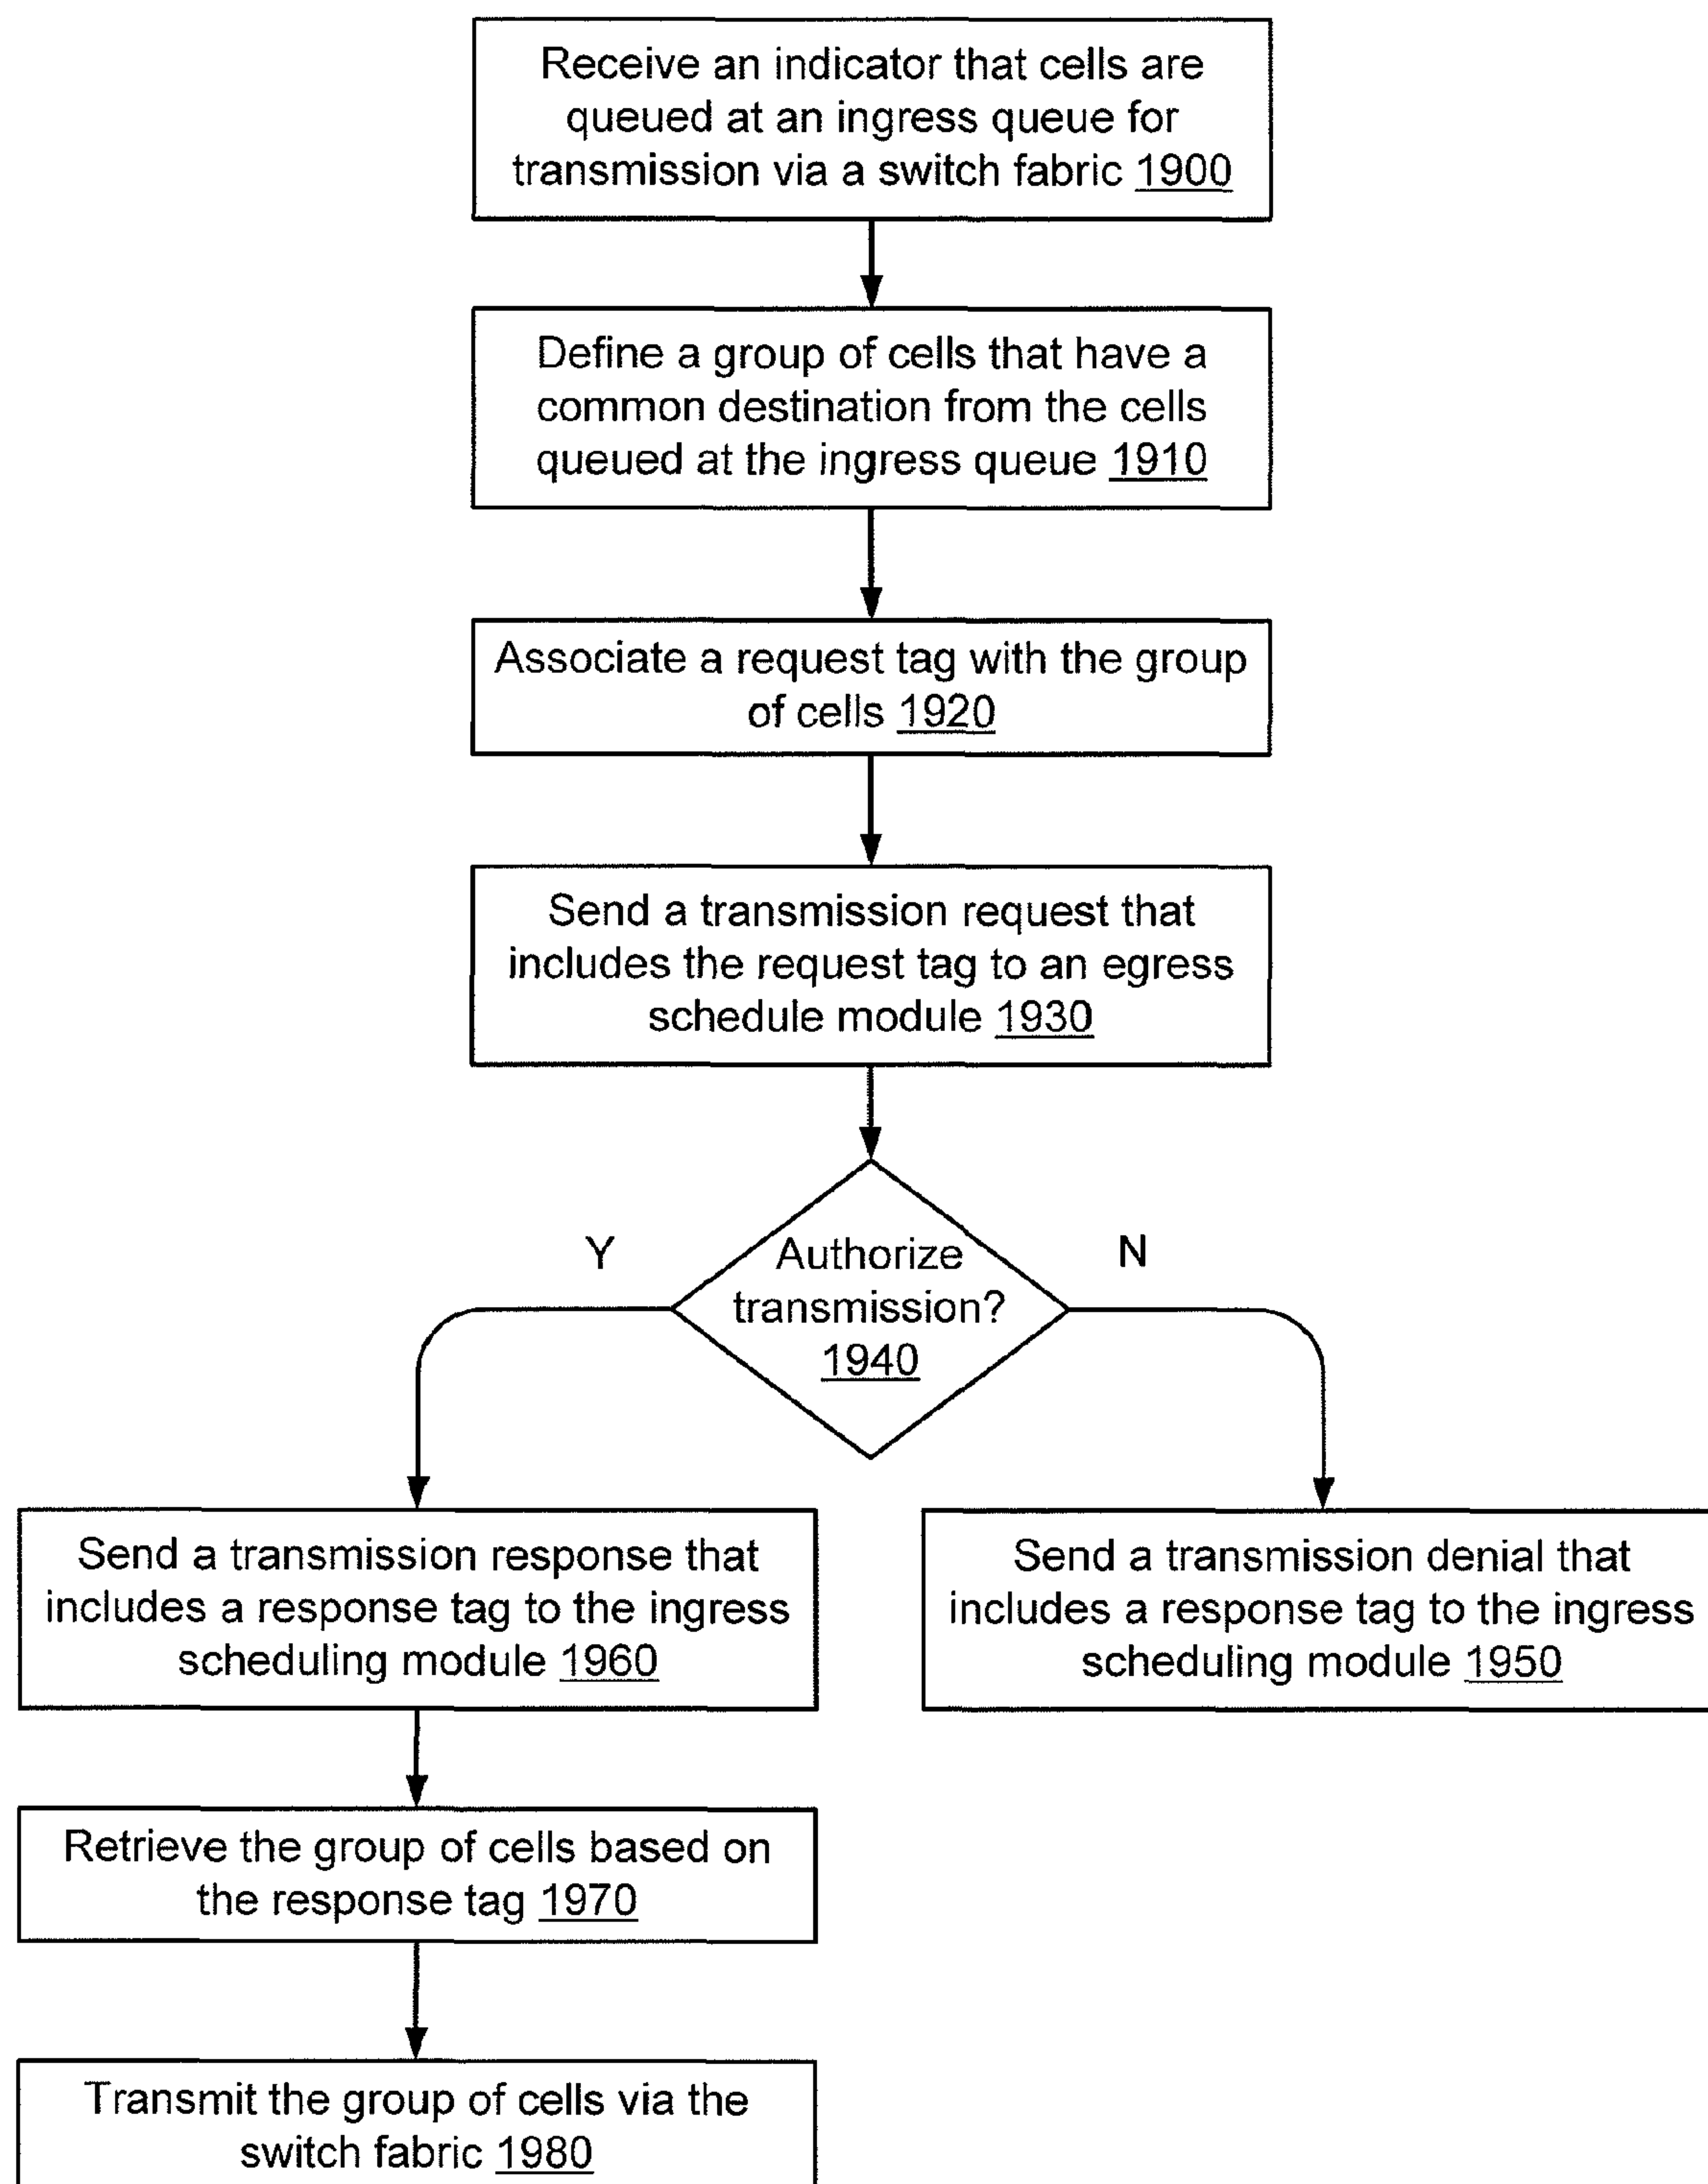 Receive an indicator that cells are
queued at an ingress queue for
transmission via a switch fabric 1900
Define a group of cells that have a
common destination from the cells
queued at the ingress queue 1910
Associate a request tag with the group
of cells 1920
Send a transmission request that
includes the request tag to an egress
schedule module 1930
Y
Authorize
transmission?
1940
N
Send a transmission response that
includes a response tag to the ingress
scheduling module 1960
Send a transmission denial that
includes a response tag to the ingress
scheduling module 1950
Retrieve the group of cells based on
the response tag 1970
Transmit the group of cells via the
switch fabric 1980